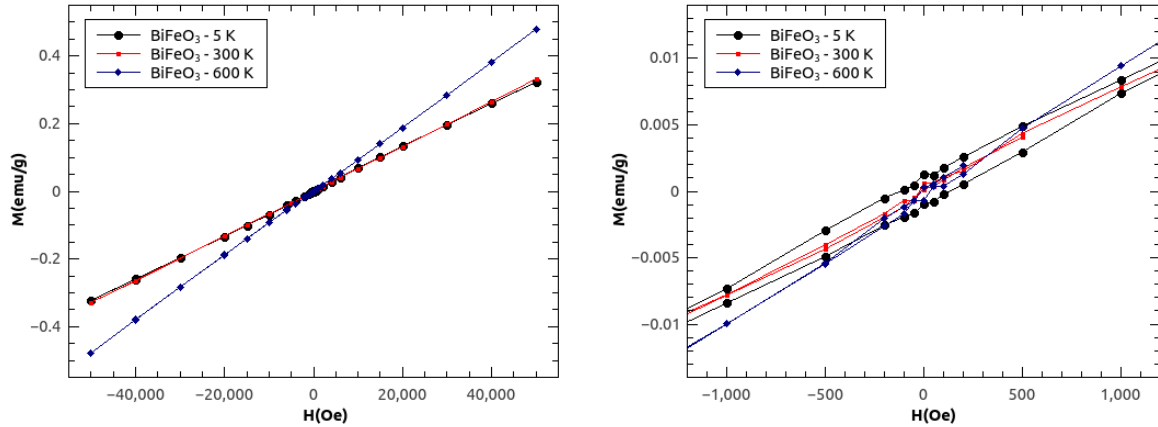 BiFeO₃ - 5 K
BiFeO₃ - 300 K
BiFeO₃ - 600 K
M(emu/g)
0.4
0.2
0
−0.2
−0.4
−40,000 −20,000 0 20,000 40,000
H(Oe)
BiFeO₃ - 5 K
BiFeO₃ - 300 K
BiFeO₃ - 600 K
M(emu/g)
0.01
0.005
0
−0.005
−0.01
−1,000 −500 0 500 1,000
H(Oe)